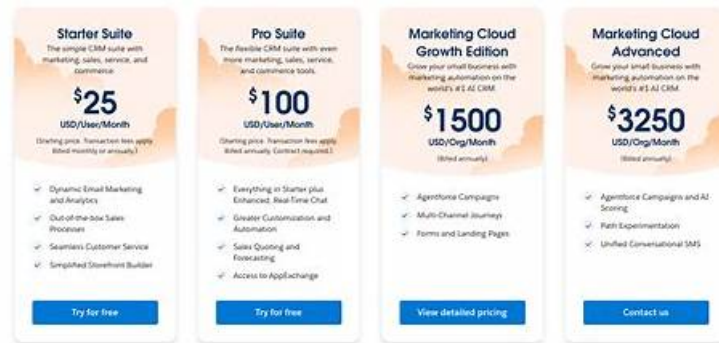 Starter Suite
The simple CRM suite with
marketing, sales, service, and
commerce.
$25
USD/User/Month
(Starting price. Transaction fees apply.
Billed monthly or annually.)
Dynamic Email Marketing
and Analytics
Out-of-the-box Sales
Processes
Seamless Customer Service
Simplified Storefront Builder
Try for free
Pro Suite
The flexible CRM suite with even
more marketing, sales, service,
and commerce tools.
$100
USD/User/Month
(Starting price. Transaction fees apply.
Billed annually. Contract required.)
Everything in Starter plus
Enhanced, Real-Time Chat
Greater Customization and
Automation
Sales Quoting and
Forecasting
Access to AppExchange
Try for free
Marketing Cloud
Growth Edition
Grow your small business with
marketing automation on the
world's #1 AI CRM.
$1500
USD/Org/Month
(Billed annually)
Agentforce Campaigns
Multi-Channel Journeys
Forms and Landing Pages
View detailed pricing
Marketing Cloud
Advanced
Grow your small business with
marketing automation on the
world's #1 AI CRM.
$3250
USD/Org/Month
(Billed annually)
Agentforce Campaigns and AI
Scoring
Path Experimentation
Unified Conversational SMS
Contact us